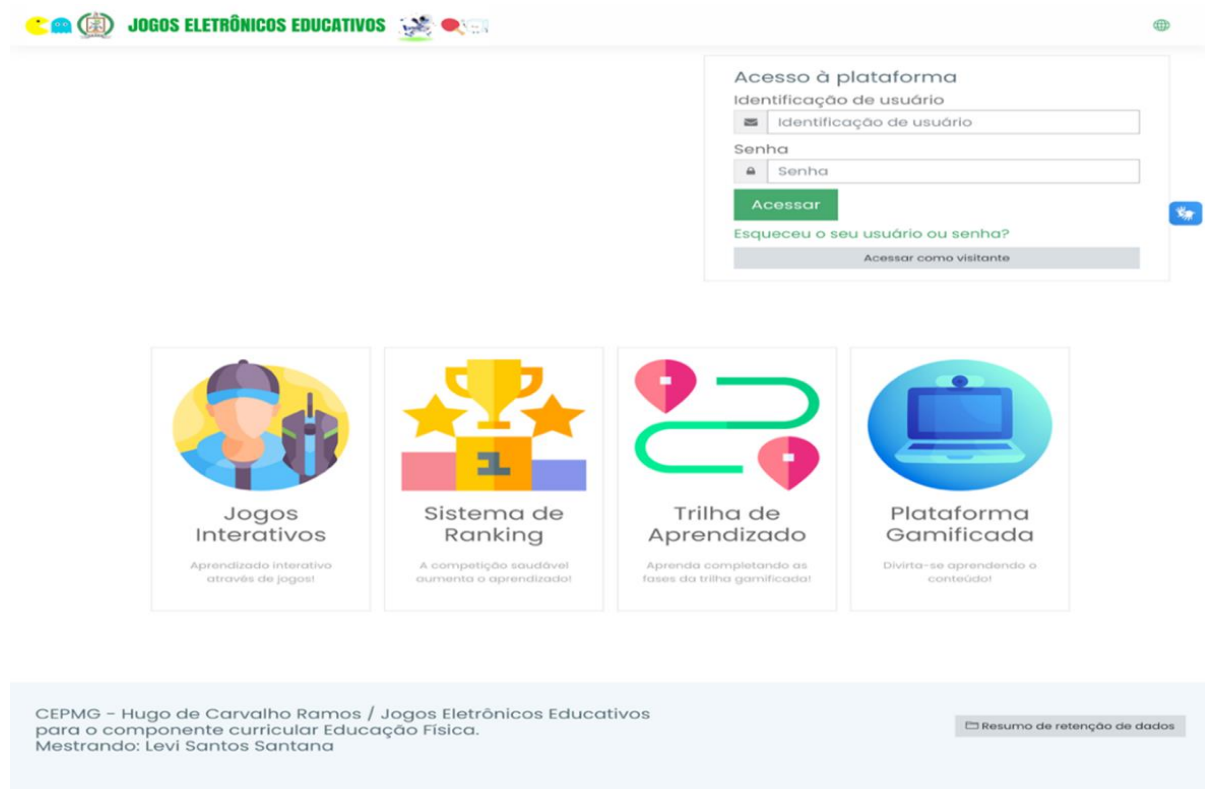 JOGOS ELETRÔNICOS EDUCATIVOS
Acesso à plataforma
Identificação de usuário
Identificação de usuário
Senha
Senha
Acessar
Esqueceu o seu usuário ou senha?
Acessar como visitante
1
Jogos
Interativos
Aprendizado interativo
através de jogos!
Sistema de
Ranking
A competição saudável
aumenta o aprendizado!
Trilha de
Aprendizado
Aprenda completando as
fases da trilha gamificada!
Plataforma
Gamificada
Divirta-se aprendendo o
conteúdo!
CEPMG - Hugo de Carvalho Ramos / Jogos Eletrônicos Educativos
para o componente curricular Educação Física.
Mestrando: Levi Santos Santana
Resumo de retenção de dados